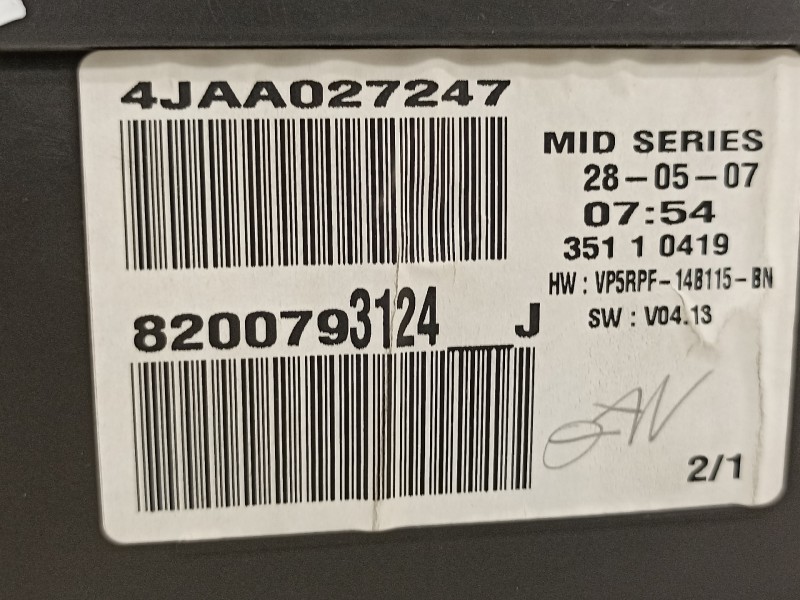 4JAA027247
MID SERIES
28-05-07
07:54
351 1 0419
HW : VP5RPF-14B115-BN
SW : V04.13
8200793124___J
2/1